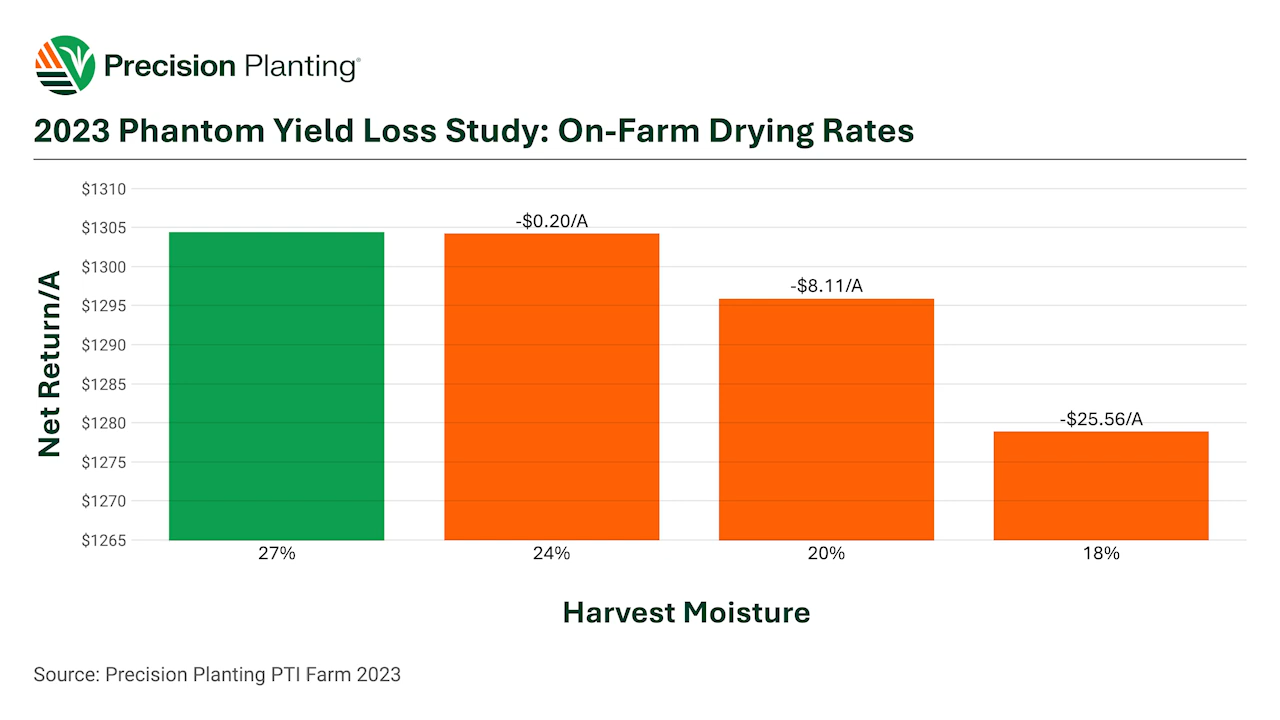 Precision Planting®
2023 Phantom Yield Loss Study: On-Farm Drying Rates
Net Return/A
$1310
$1305
$1300
$1295
$1290
$1285
$1280
$1275
$1270
$1265
-$0.20/A
-$8.11/A
-$25.56/A
27%
24%
20%
18%
Harvest Moisture
Source: Precision Planting PTI Farm 2023